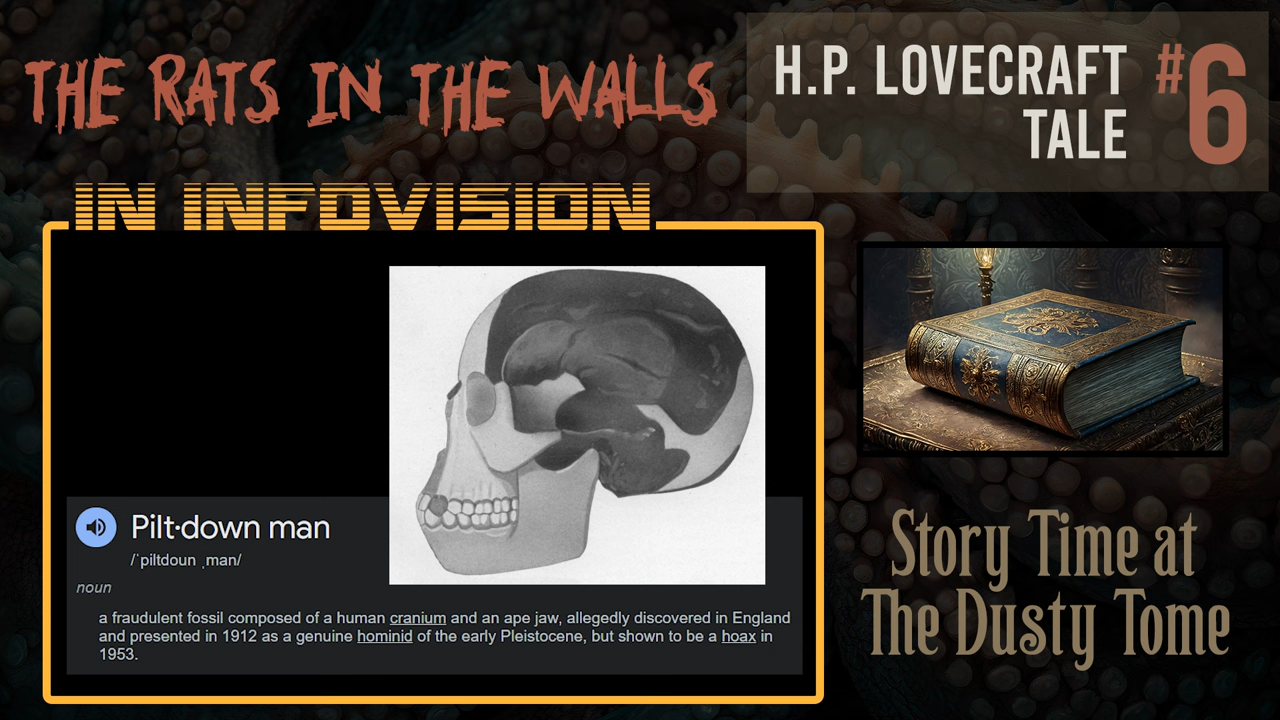 THE RATS IN THE WALLS
H.P. LOVECRAFT
TALE
#6
IN INFOVISION
Pilt·down man
/ˈpiltdoun ˌman/
noun
a fraudulent fossil composed of a human cranium and an ape jaw, allegedly discovered in England
and presented in 1912 as a genuine hominid of the early Pleistocene, but shown to be a hoax in
1953.
Story Time at
The Dusty Tome